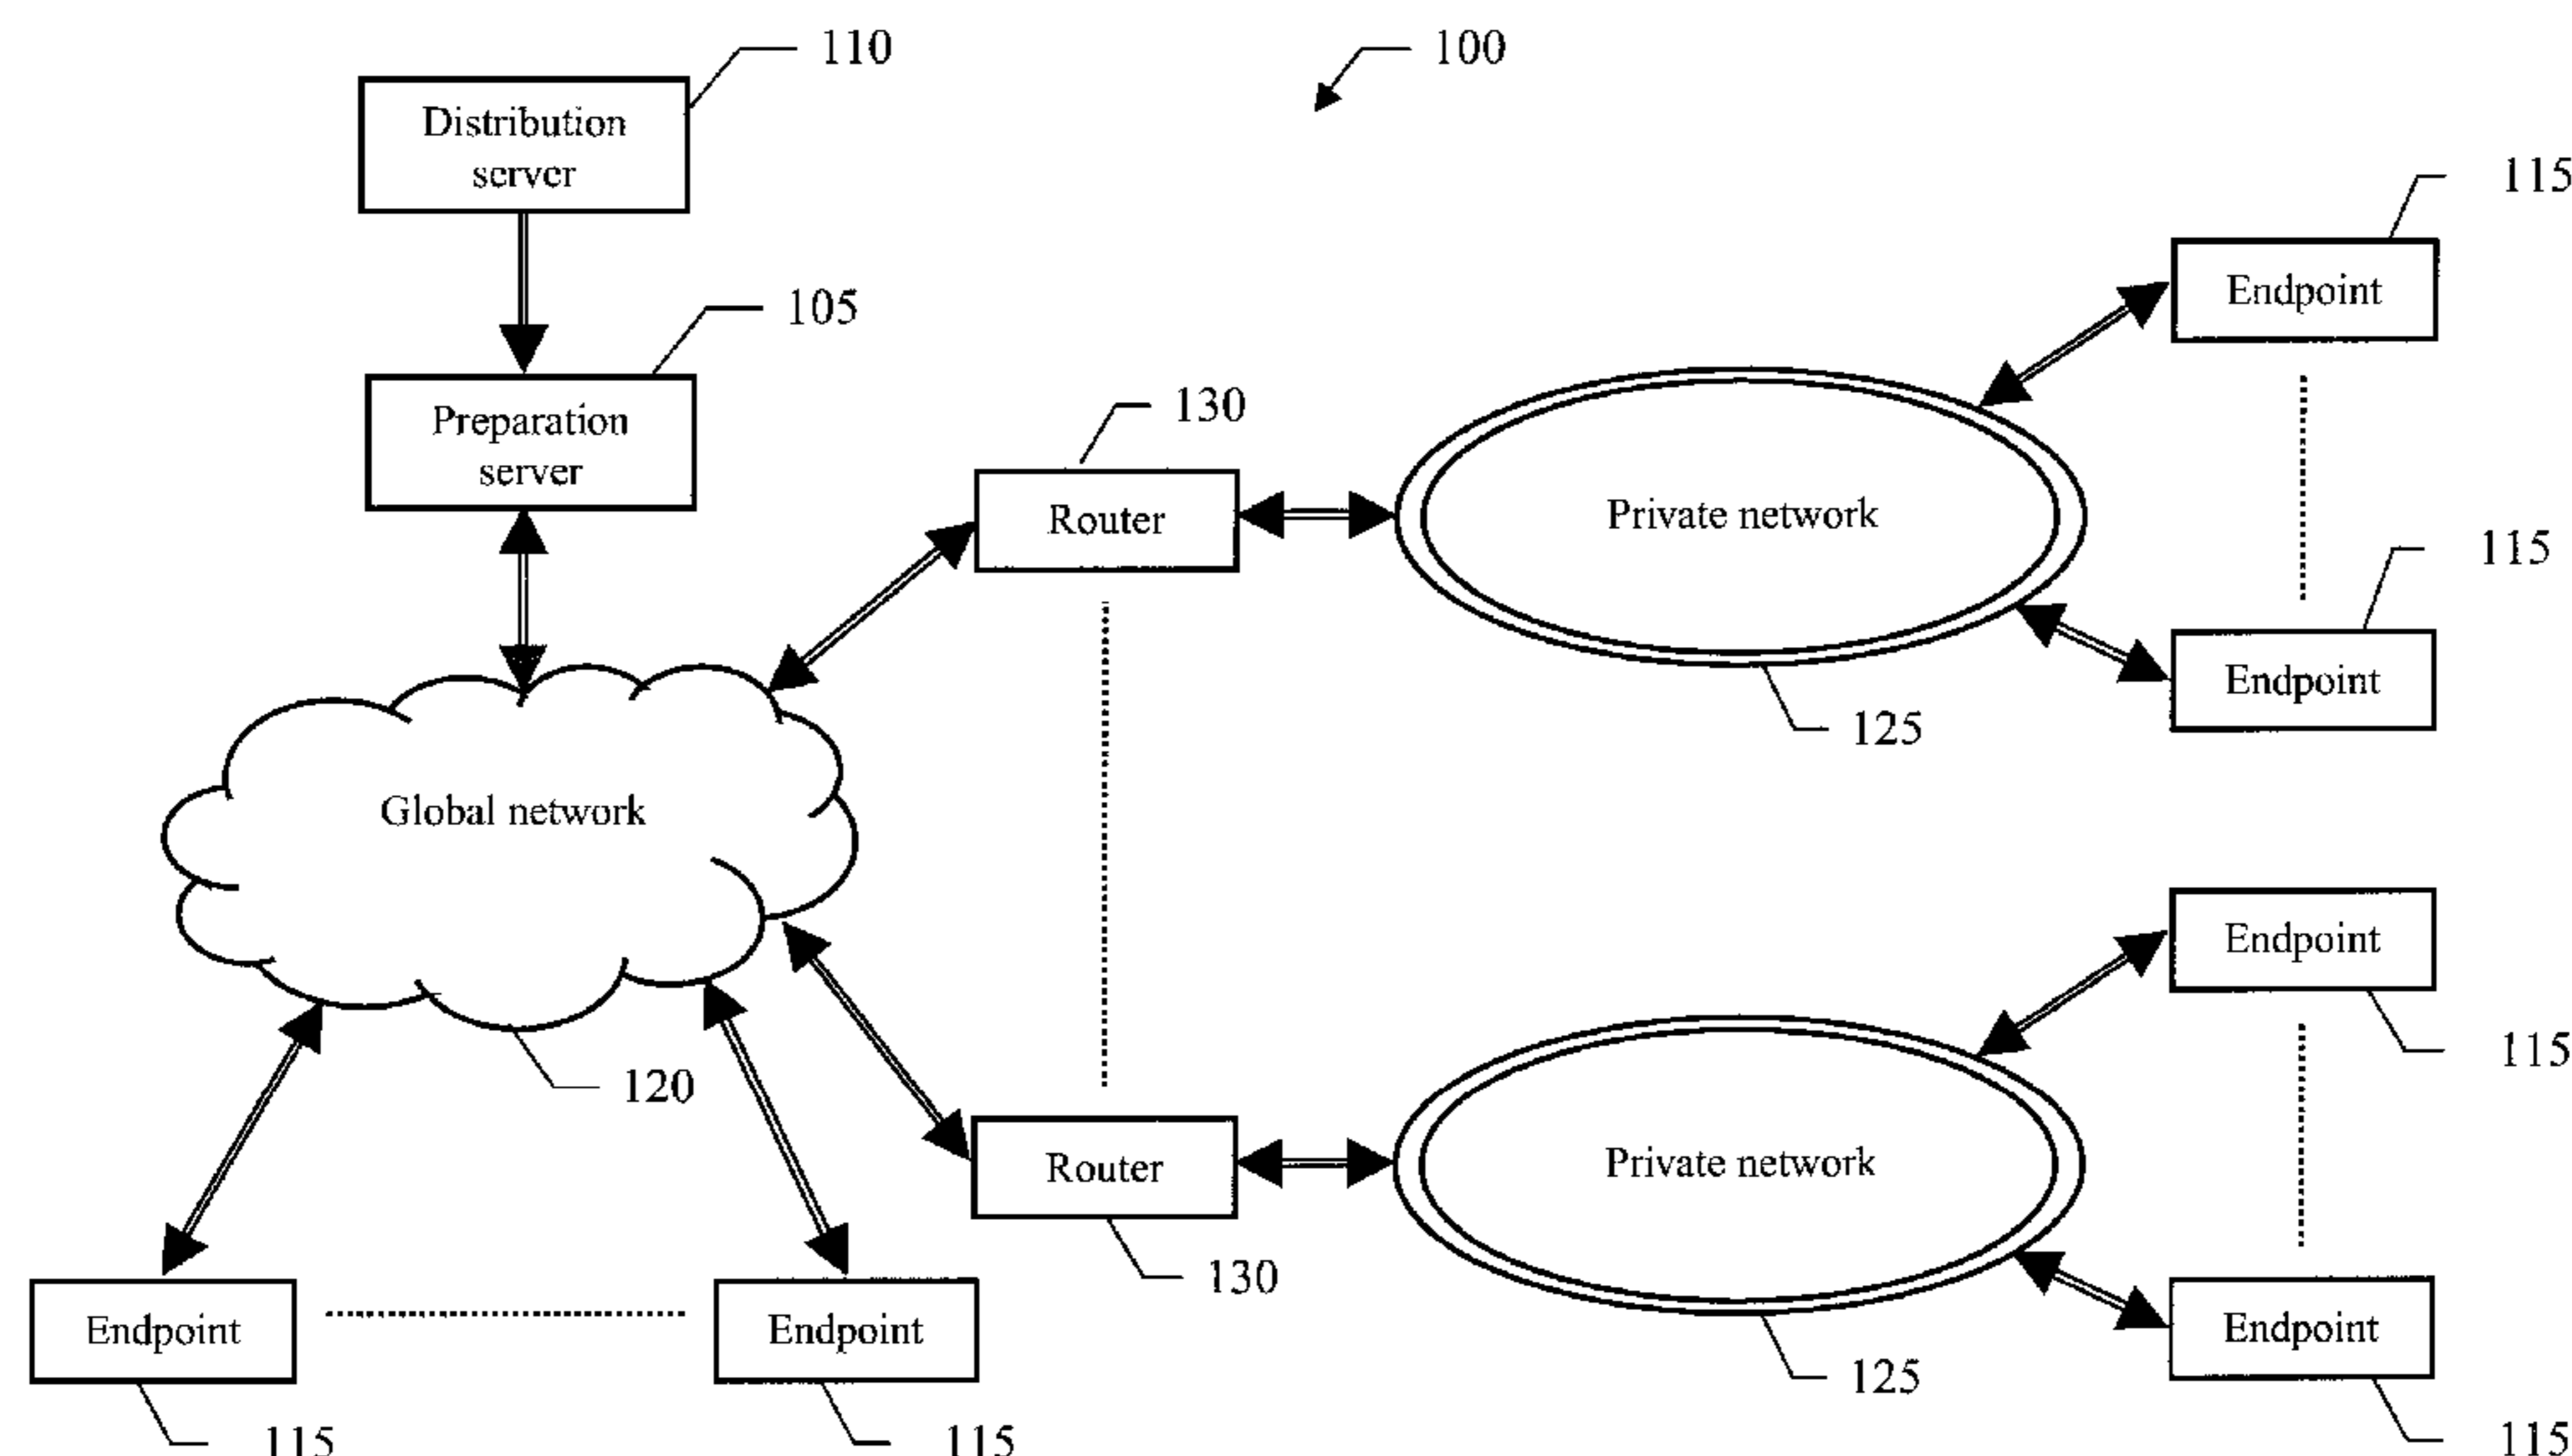 110
100
Distribution
server
115
Endpoint
105
Preparation
server
130
Router
Private network
115
Endpoint
125
Global network
Endpoint
115
120
Router
130
Private network
125
Endpoint
115
Endpoint
115
Endpoint
115